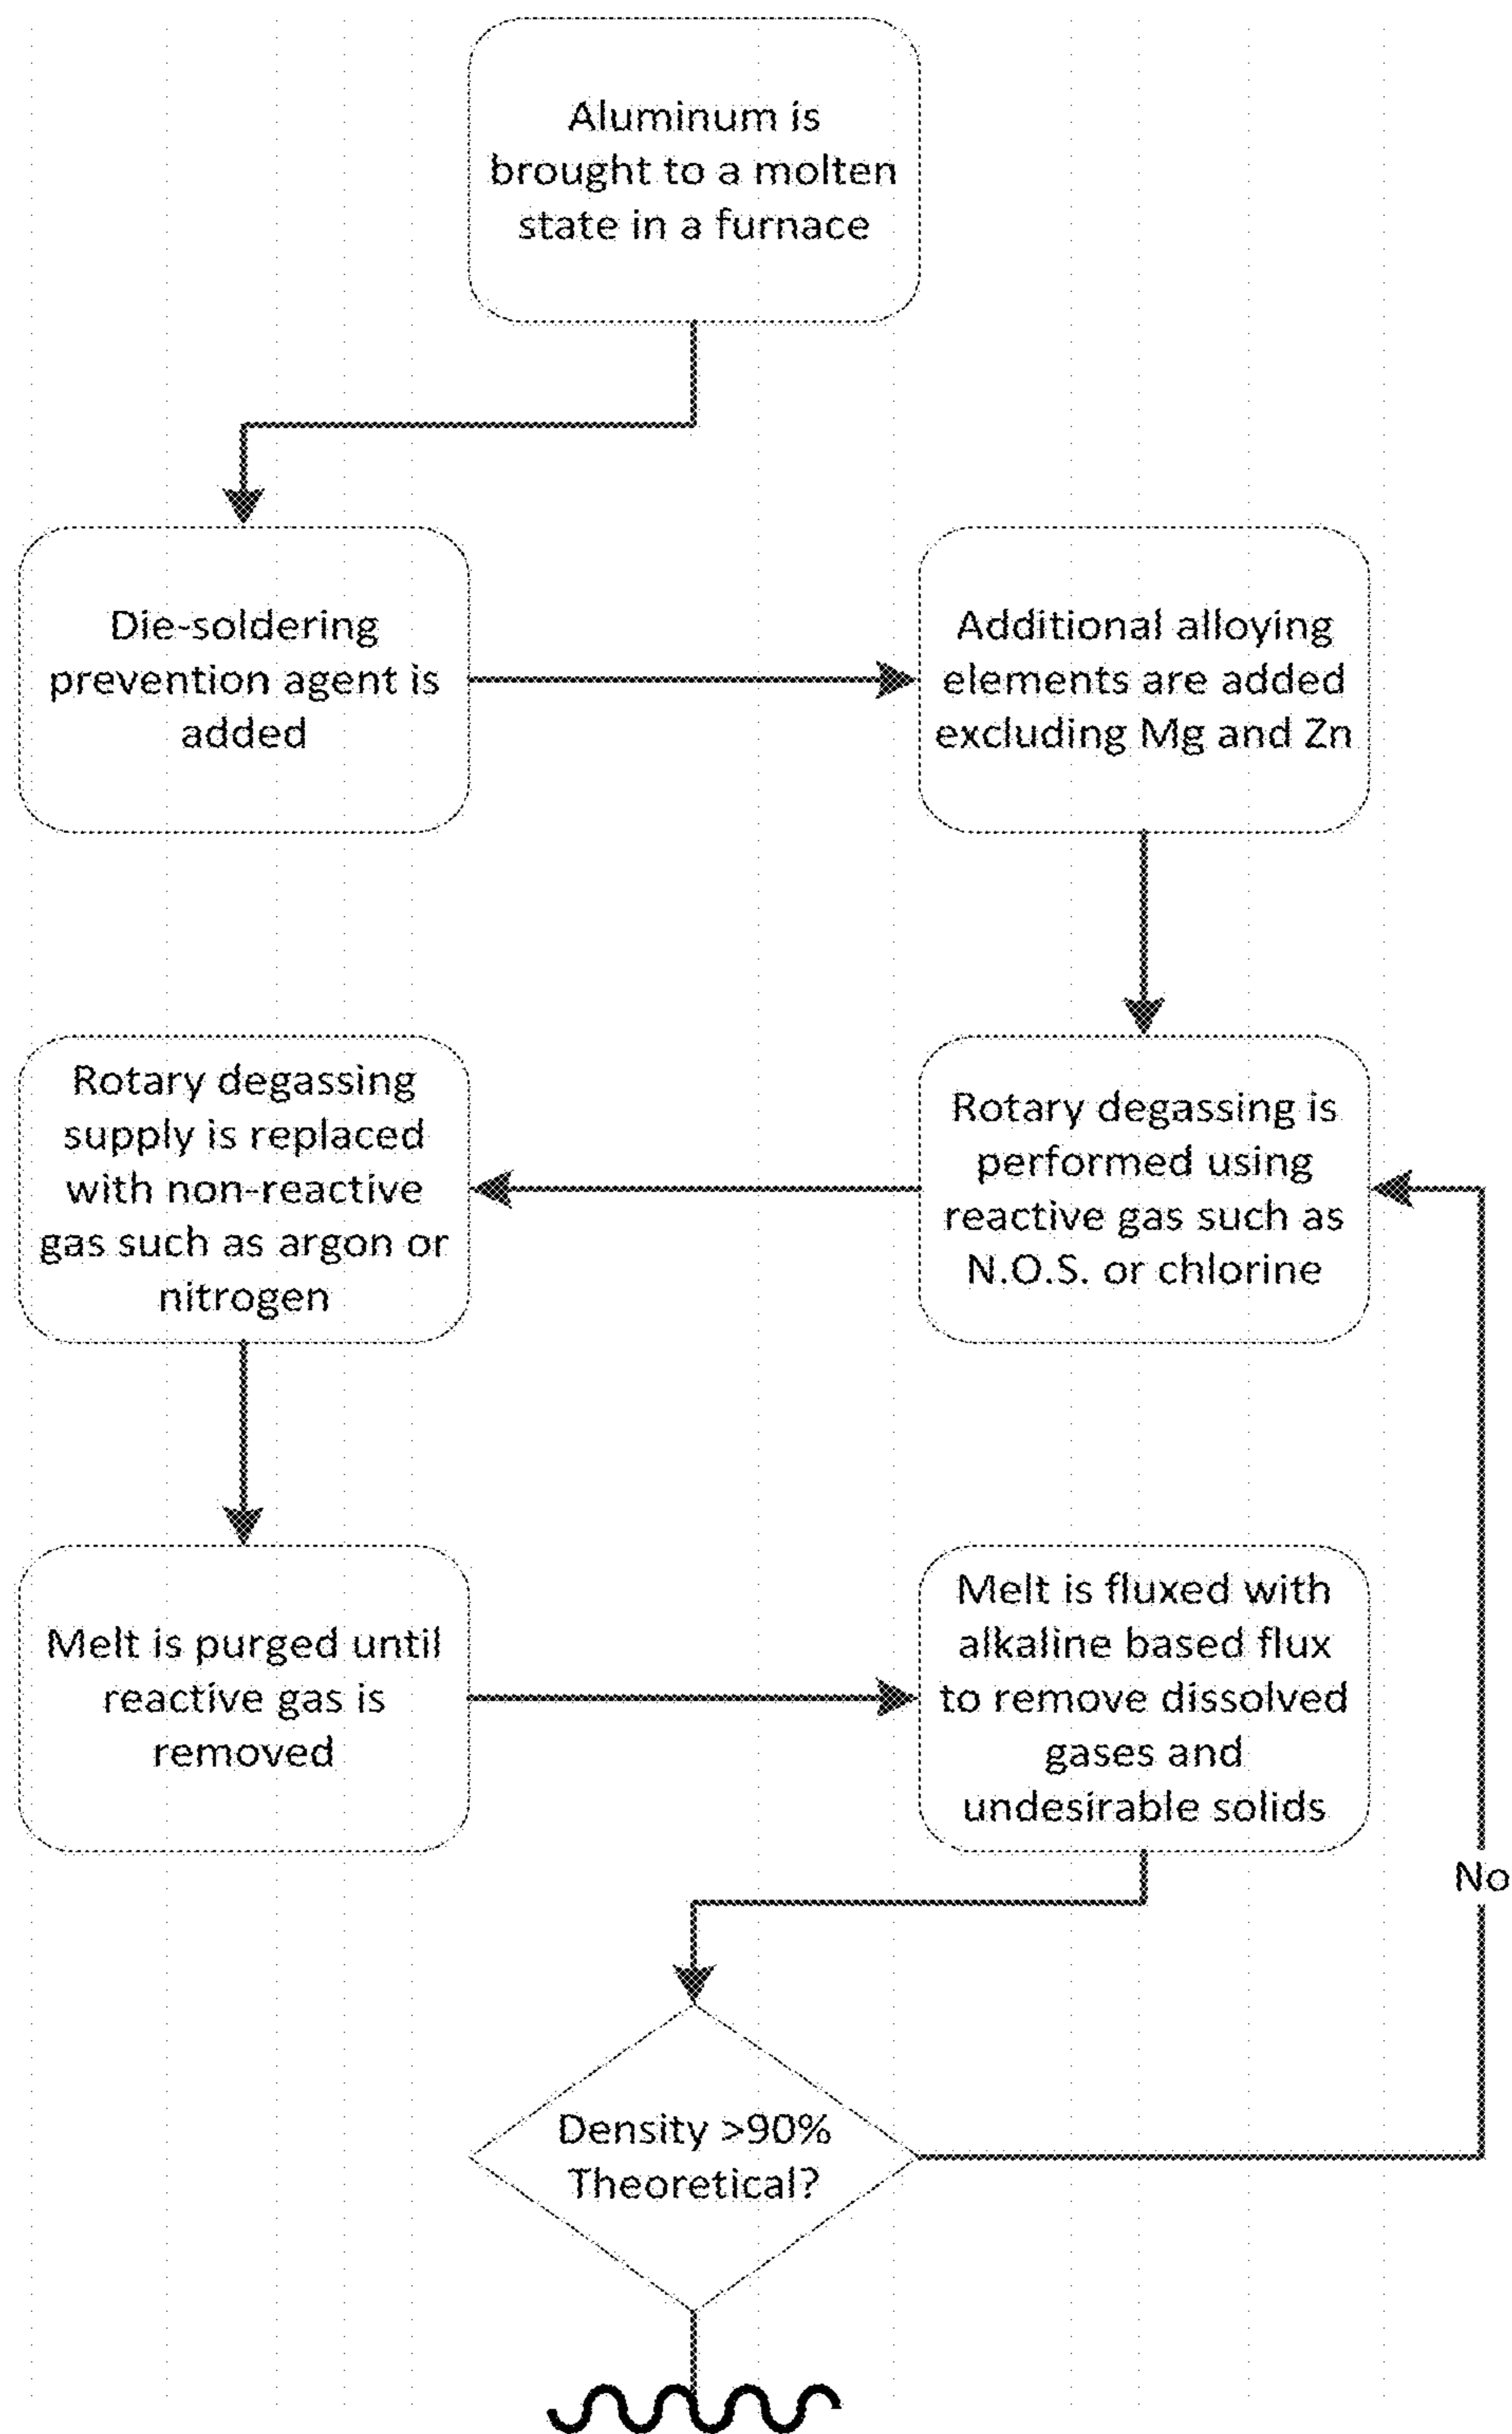 Aluminum is
brought to a molten
state in a furnace
Die-soldering
prevention agent is
added
Additional alloying
elements are added
excluding Mg and Zn
Rotary degassing is
performed using
reactive gas such as
N.O.S. or chlorine
Rotary degassing
supply is replaced
with non-reactive
gas such as argon or
nitrogen
Melt is purged until
reactive gas is
removed
Melt is fluxed with
alkaline based flux
to remove dissolved
gases and
undesirable solids
No
Density >90%
Theoretical?